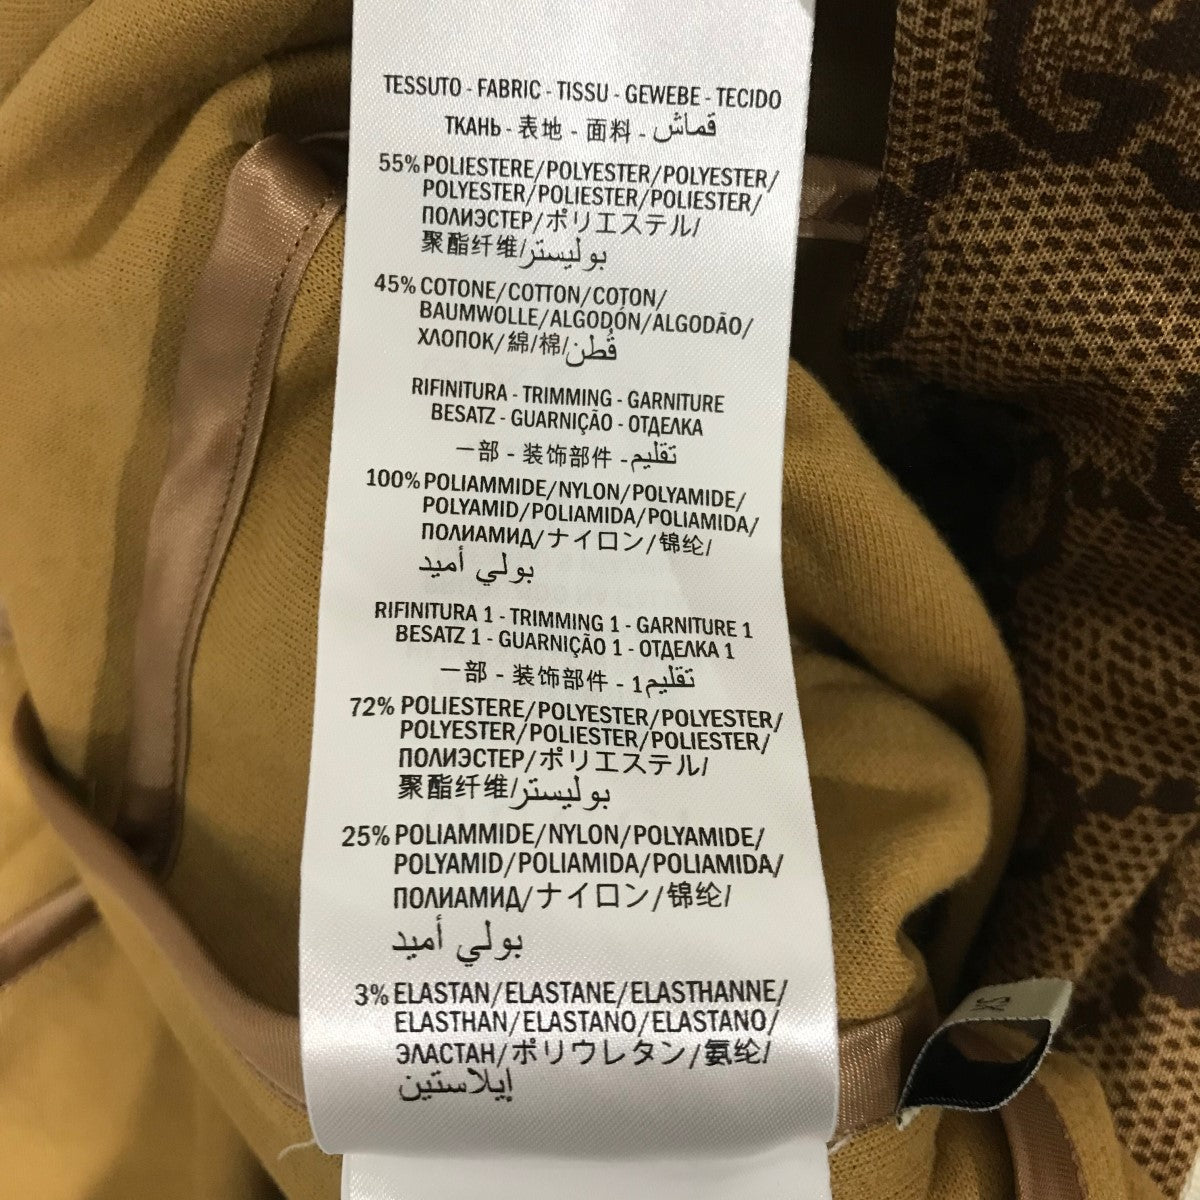 TESSUTO - FABRIC - TISSU - GEWEBE - TECIDO
ТКАНЬ - 表地 - 面料 - قماش
55% POLIESTERE/POLYESTER/POLYESTER/
POLYESTER/POLIESTER/POLIESTER/
ПОЛИЭСТЕР/ポリエステル/
聚酯纤维/بوليستر
45% COTONE/COTTON/COTON/
BAUMWOLLE/ALGODÓN/ALGODÃO/
ХЛОПОК/綿/棉/قُطن
RIFINITURA - TRIMMING - GARNITURE
BESATZ - GUARNIÇÃO - ОТДЕЛКА
一部 - 装饰部件 - تقليم
100% POLIAMMIDE/NYLON/POLYAMIDE/
POLYAMID/POLIAMIDA/POLIAMIDA/
ПОЛИАМИД/ナイロン/锦纶/
بولي أميد
RIFINITURA 1 - TRIMMING 1 - GARNITURE 1
BESATZ 1 - GUARNIÇÃO 1 - ОТДЕЛКА 1
一部 - 装饰部件 - 1تقليم
72% POLIESTERE/POLYESTER/POLYESTER/
POLYESTER/POLIESTER/POLIESTER/
ПОЛИЭСТЕР/ポリエステル/
聚酯纤维/بوليستر
25% POLIAMMIDE/NYLON/POLYAMIDE/
POLYAMID/POLIAMIDA/POLIAMIDA/
ПОЛИАМИД/ナイロン/锦纶/
بولي أميد
3% ELASTAN/ELASTANE/ELASTHANNE/
ELASTHAN/ELASTANO/ELASTANO/
ЭЛАСТАН/ポリウレタン/氨纶/
إيلاستين